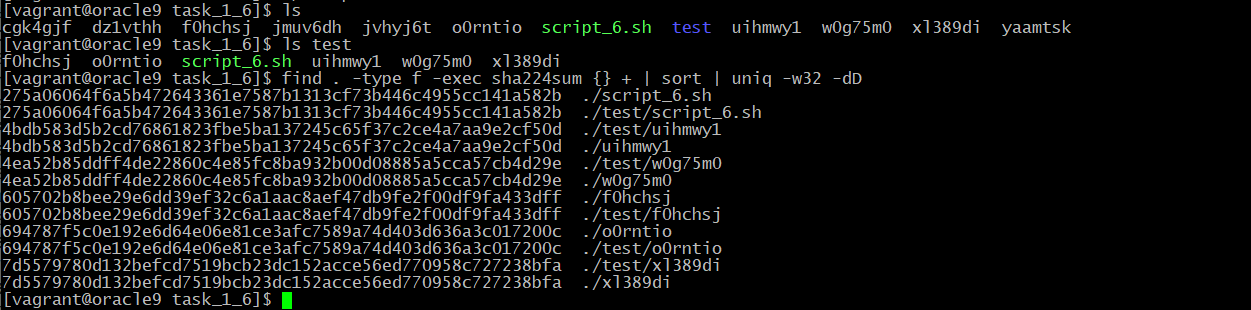 [vagrant@oracle9 task_1_6]$ ls
cgk4gjf dz1vthh f0hchsj jmuv6dh jvhyj6t o0rntio script_6.sh test uihmwy1 w0g75m0 xl389di yaamtsk
[vagrant@oracle9 task_1_6]$ ls test
f0hchsj o0rntio script_6.sh uihmwy1 w0g75m0 xl389di
[vagrant@oracle9 task_1_6]$ find . -type f -exec sha224sum {} + | sort | uniq -w32 -dD
275a06064f6a5b472643361e7587b1313cf73b446c4955cc141a582b ./script_6.sh
275a06064f6a5b472643361e7587b1313cf73b446c4955cc141a582b ./test/script_6.sh
4bdb583d5b2cd76861823fbe5ba137245c65f37c2ce4a7aa9e2cf50d ./test/uihmwy1
4bdb583d5b2cd76861823fbe5ba137245c65f37c2ce4a7aa9e2cf50d ./uihmwy1
4ea52b85ddff4de22860c4e85fc8ba932b00d08885a5cca57cb4d29e ./test/w0g75m0
4ea52b85ddff4de22860c4e85fc8ba932b00d08885a5cca57cb4d29e ./w0g75m0
605702b8bee29e6dd39ef32c6a1aac8aef47db9fe2f00df9fa433dff ./f0hchsj
605702b8bee29e6dd39ef32c6a1aac8aef47db9fe2f00df9fa433dff ./test/f0hchsj
694787f5c0e192e6d64e06e81ce3afc7589a74d403d636a3c017200c ./o0rntio
694787f5c0e192e6d64e06e81ce3afc7589a74d403d636a3c017200c ./test/o0rntio
7d5579780d132befcd7519bcb23dc152acce56ed770958c727238bfa ./test/xl389di
7d5579780d132befcd7519bcb23dc152acce56ed770958c727238bfa ./xl389di
[vagrant@oracle9 task_1_6]$